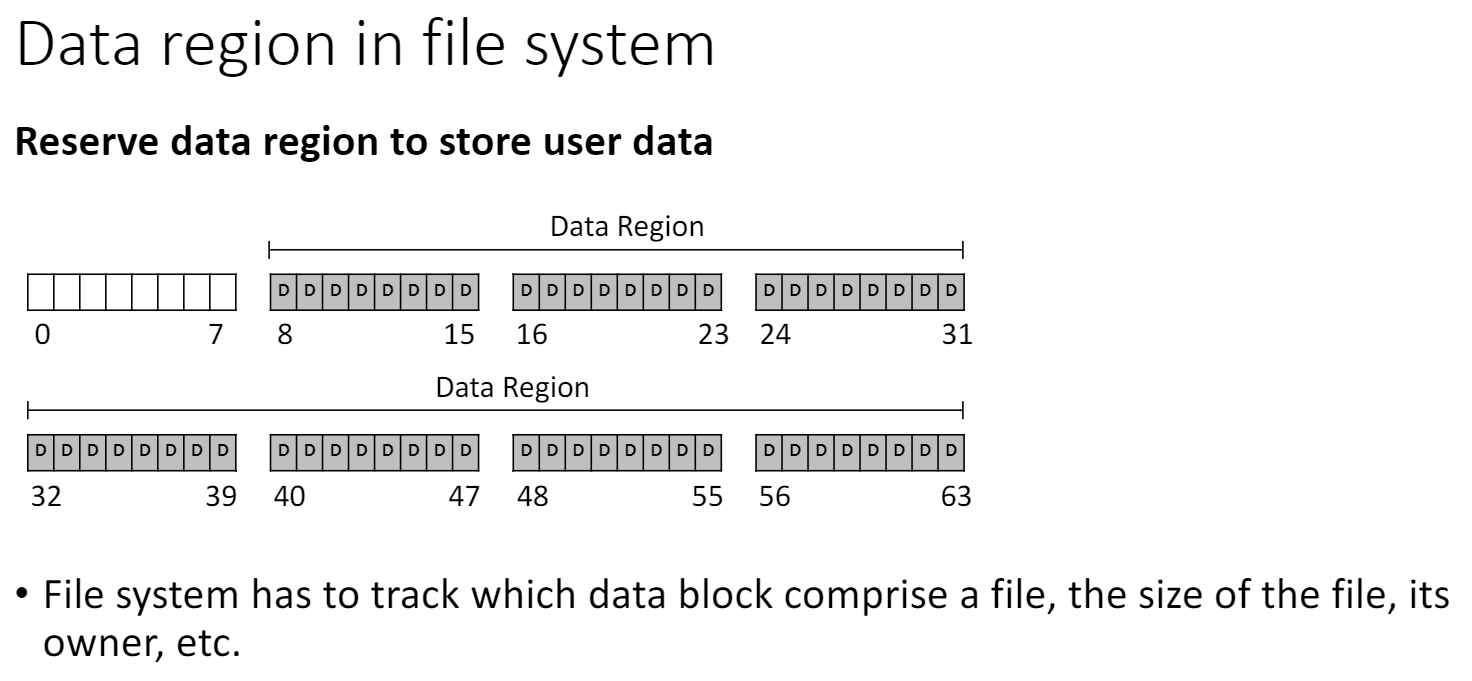 Data region in file system
Reserve data region to store user data
Data Region
D D D D D D D D D D D D D D D D D D D D D D D D
0 7 8 15 16 23 24 31
Data Region
D D D D D D D D D D D D D D D D D D D D D D D D D D D D D D D D
32 39 40 47 48 55 56 63
• File system has to track which data block comprise a file, the size of the file, its
owner, etc.